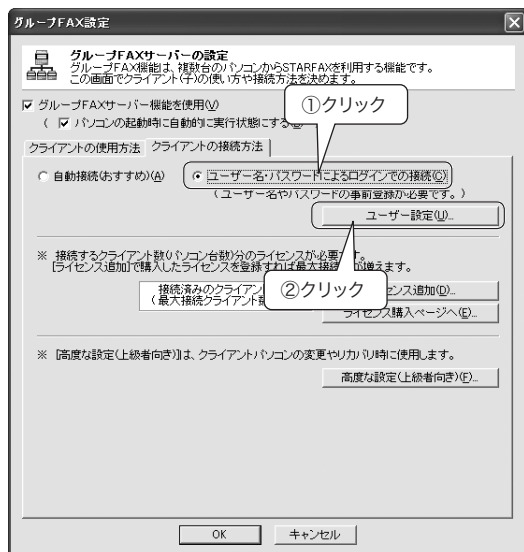 グループFAX設定
グループFAXサーバーの設定
グループFAX機能は、複数台のパソコンからSTARFAXを利用する機能です。
この画面でクライアント(子)の使い方や接続方法を決めます。
グループFAXサーバー機能を使用(V)
( パソコンの起動時に自動的に実行状態にする
①クリック
クライアントの使用方法 クライアントの接続方法
自動接続(おすすめ)(A) ユーザー名・パスワードによるログインでの接続(C)
(ユーザー名やパスワードの事前登録が必要です。)
ユーザー設定(U)...
※ 接続するクライアント数(パソコン台数)分のライセンスが必要です。
[ライセンス追加]で購入したライセンスを登録すれば最大接続 が増えます。
②クリック
接続済みのクライアン センス追加(D)...
(最大接続クライアント数 ライセンス購入ページへ(E)...
※ [高度な設定(上級者向き)]は、クライアントパソコンの変更やリカバリ時に使用します。
高度な設定(上級者向き)(F)...
OK キャンセル